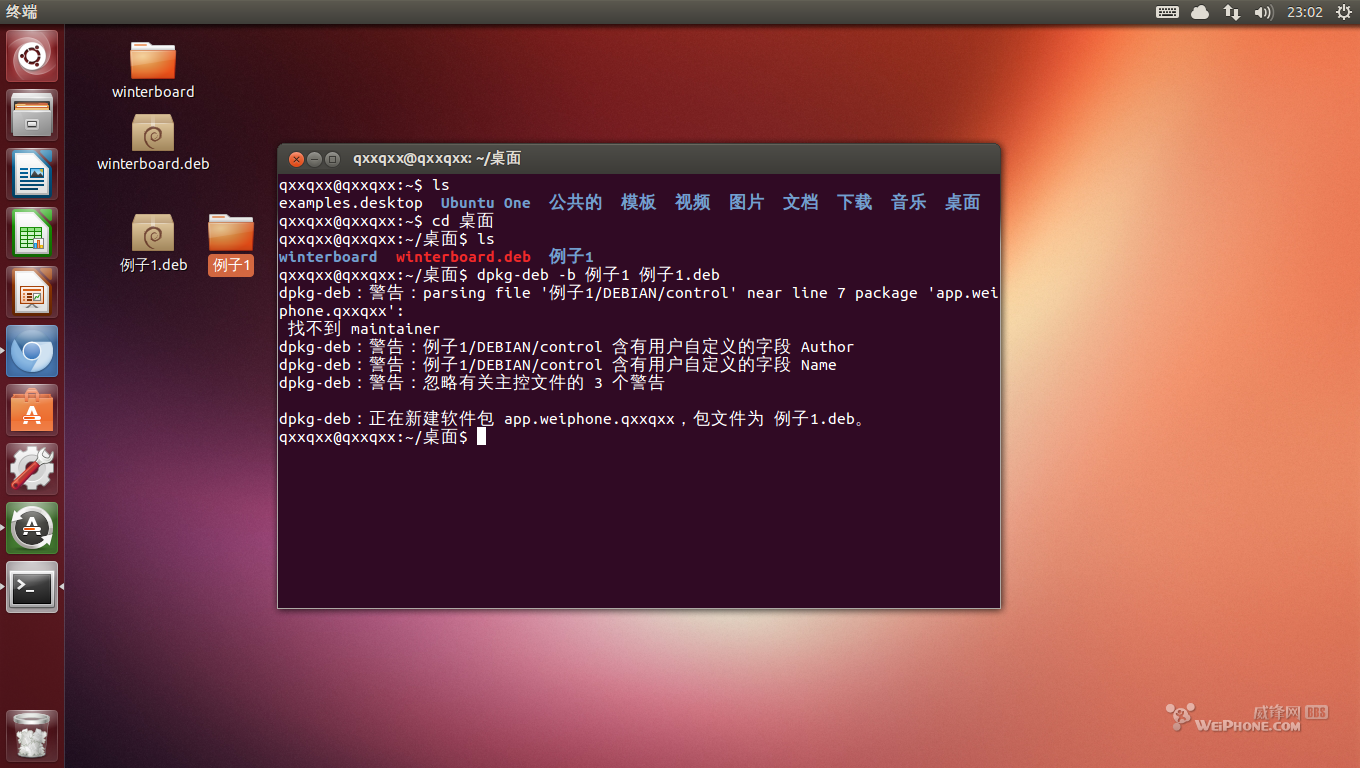 终端
23:02
winterboard
winterboard.deb
例子1.deb
例子1
qxxqxx@qxxqxx: ~/桌面
qxxqxx@qxxqxx:~$ ls
examples.desktop  Ubuntu One  公共的  模板  视频  图片  文档  下载  音乐  桌面
qxxqxx@qxxqxx:~$ cd 桌面
qxxqxx@qxxqxx:~/桌面$ ls
winterboard  winterboard.deb  例子1
qxxqxx@qxxqxx:~/桌面$ dpkg-deb -b 例子1 例子1.deb
dpkg-deb：警告：parsing file '例子1/DEBIAN/control' near line 7 package 'app.wei
phone.qxxqxx':
 找不到 maintainer
dpkg-deb：警告：例子1/DEBIAN/control 含有用户自定义的字段 Author
dpkg-deb：警告：例子1/DEBIAN/control 含有用户自定义的字段 Name
dpkg-deb：警告：忽略有关主控文件的 3 个警告
dpkg-deb：正在新建软件包 app.weiphone.qxxqxx，包文件为 例子1.deb。
qxxqxx@qxxqxx:~/桌面$
威锋网 BBS
WEIPHONE.COM